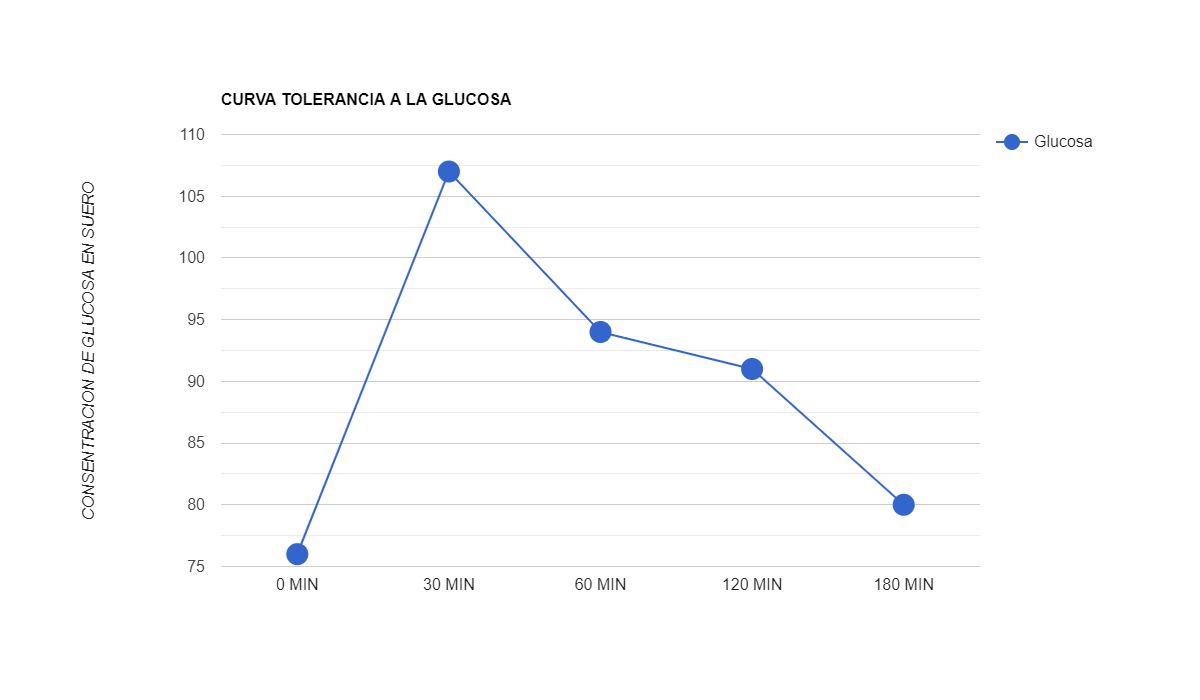 CURVA TOLERANCIA A LA GLUCOSA
Glucosa
CONSENTRACION DE GLUCOSA EN SUERO
110
105
100
95
90
85
80
75
0 MIN
30 MIN
60 MIN
120 MIN
180 MIN